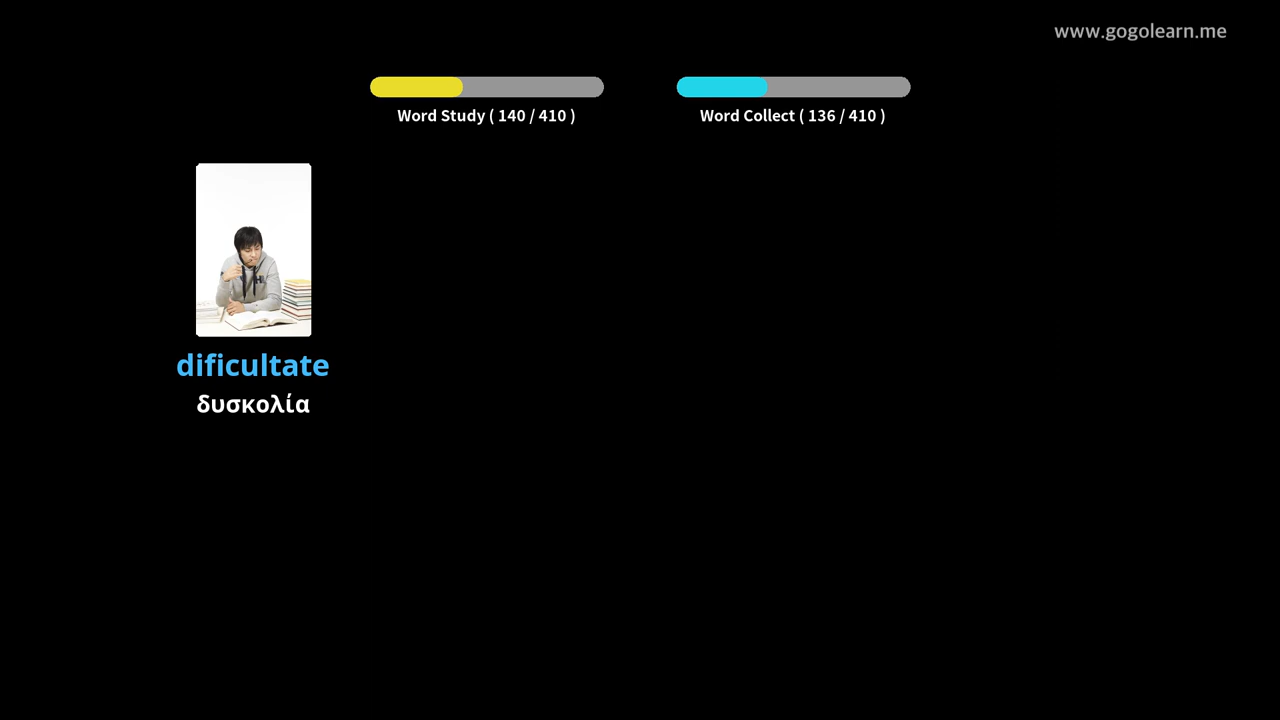 www.gogolearn.me
Word Study ( 140 / 410 )
Word Collect ( 136 / 410 )
dificultate
δυσκολία